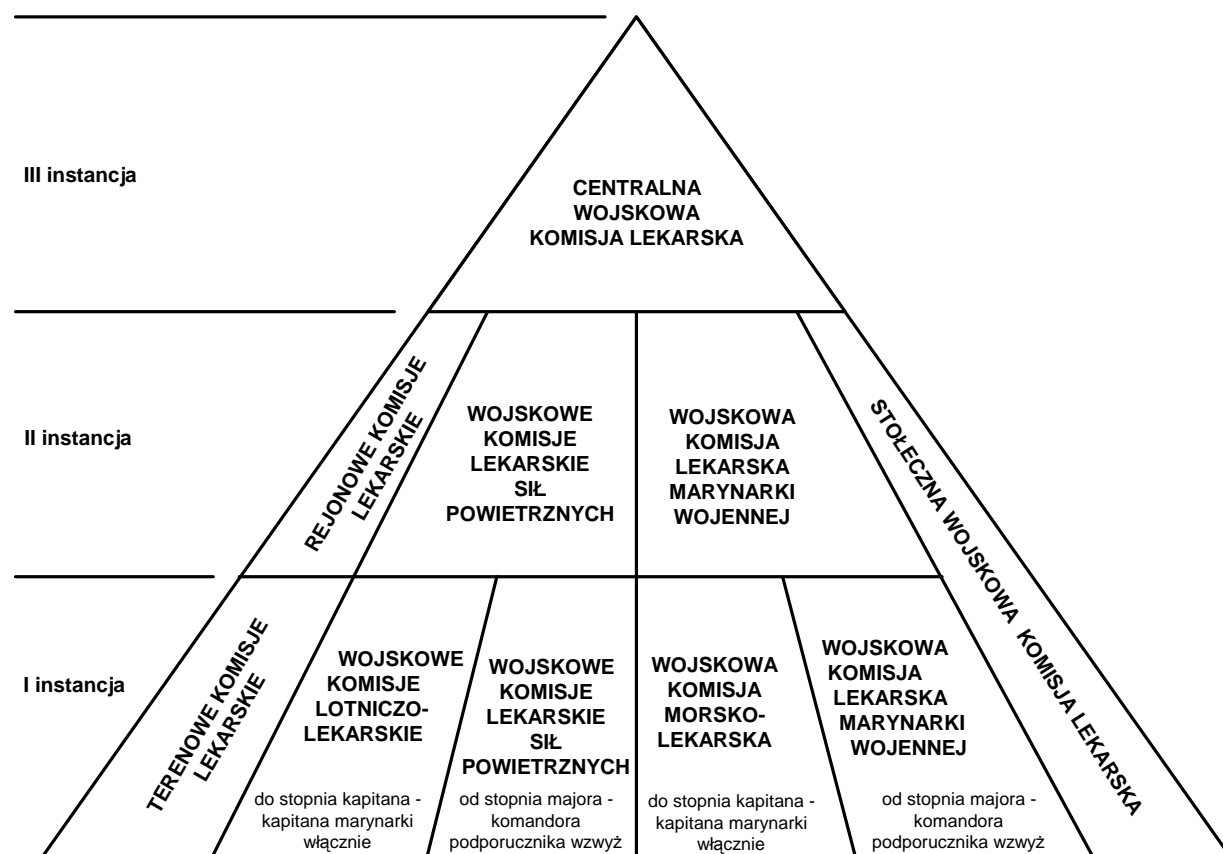 III instancja
CENTRALNA
WOJSKOWA
KOMISJA LEKARSKA
II instancja
REJONOWE KOMISJE
LEKARSKIE
WOJSKOWE
KOMISJE
LEKARSKIE
SIŁ
POWIETRZNYCH
WOJSKOWA
KOMISJA
LEKARSKA
MARYNARKI
WOJENNEJ
STOŁECZNA WOJSKOWA KOMISJA LEKARSKA
I instancja
TERENOWE KOMISJE
LEKARSKIE
WOJSKOWE
KOMISJE
LOTNICZO-
LEKARSKIE
do stopnia kapitana -
kapitana marynarki
włącznie
WOJSKOWE
KOMISJE
LEKARSKIE
SIŁ
POWIETRZNYCH
od stopnia majora -
komandora
podporucznika wzwyż
WOJSKOWA
KOMISJA
MORSKO-
LEKARSKA
do stopnia kapitana -
kapitana marynarki
włącznie
WOJSKOWA
KOMISJA
LEKARSKA
MARYNARKI
WOJENNEJ
od stopnia majora -
komandora
podporucznika wzwyż